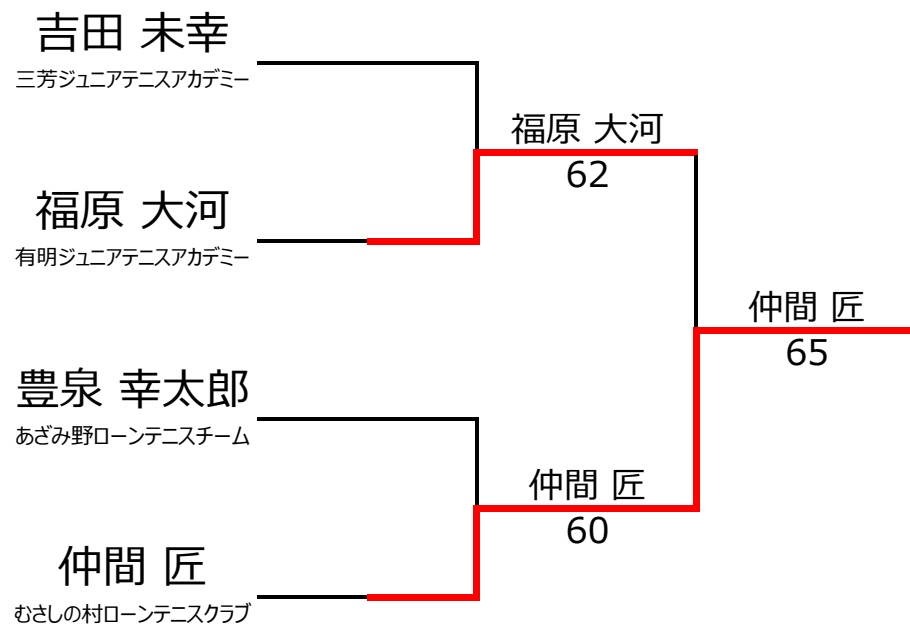 吉田 未幸
三芳ジュニアテニスアカデミー
福原 大河
62
福原 大河
有明ジュニアテニスアカデミー
仲間 匠
65
豊泉 幸太郎
あざみ野ローンテニスチーム
仲間 匠
60
仲間 匠
むさしの村ローンテニスクラブ